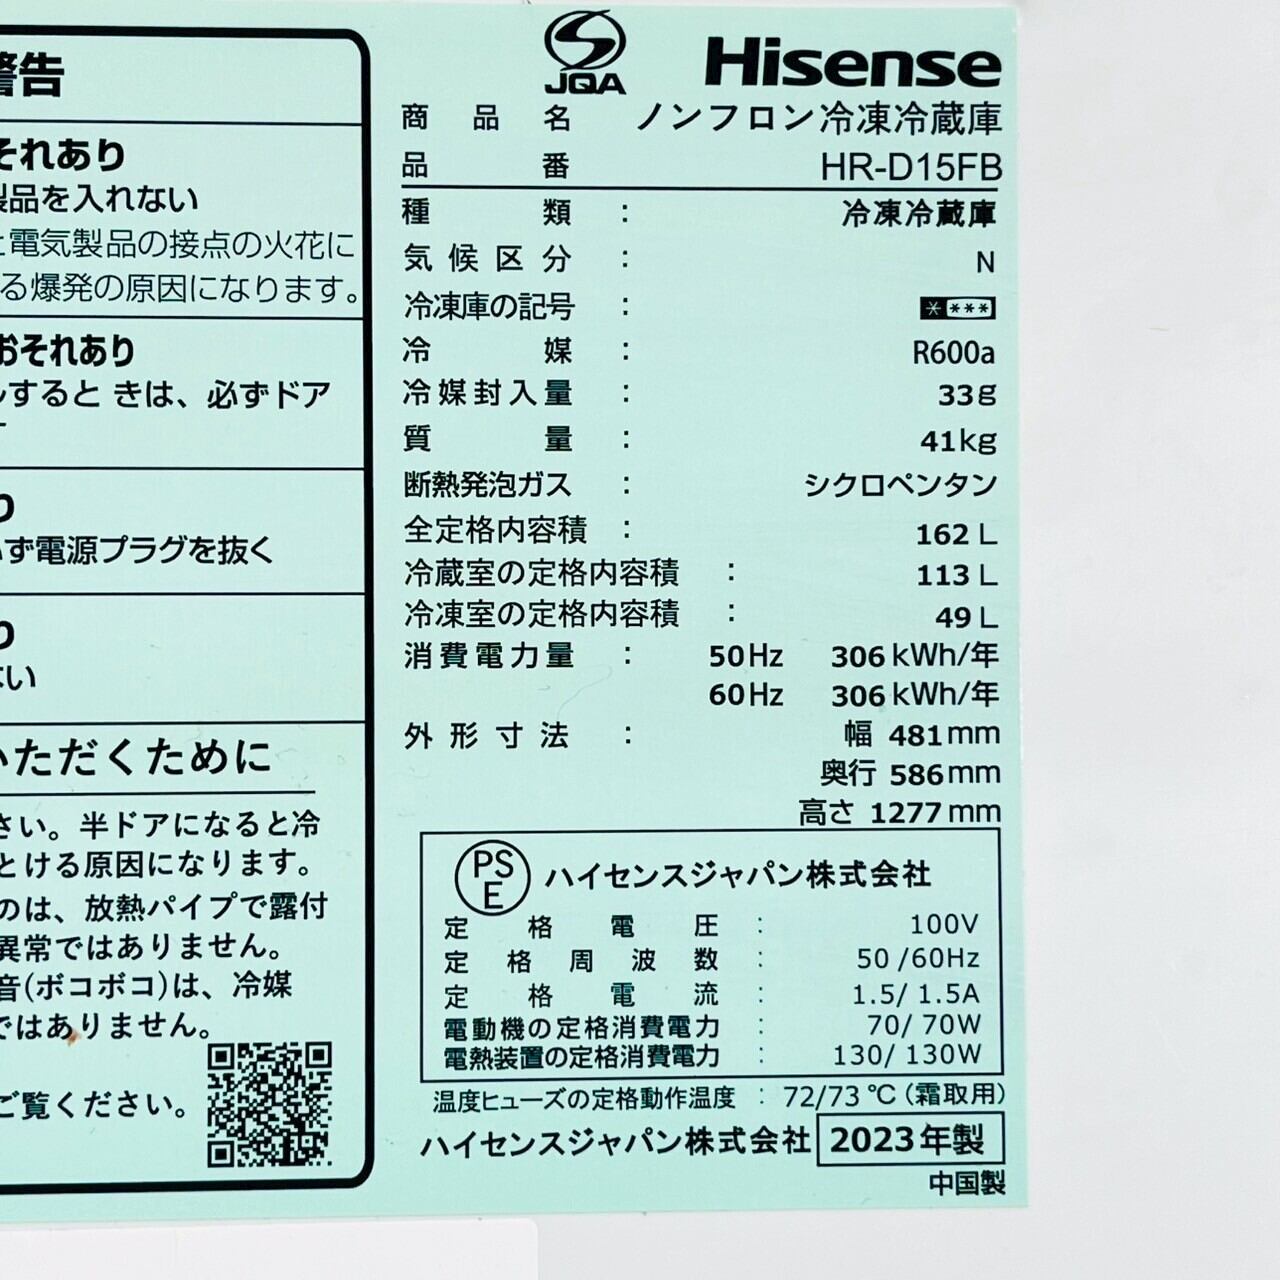 警告
それあり
製品を入れない
電気製品の接点の火花に
る爆発の原因になります。
おそれあり
するときは、必ずドア
り
ず電源プラグを抜く
り
ない
いただくために
さい。半ドアになると冷
とける原因になります。
のは、放熱パイプで露付
異常ではありません。
音(ボコボコ)は、冷媒
ではありません。
ご覧ください。
JQA
Hisense
商品名 ノンフロン冷凍冷蔵庫
品番 HR-D15FB
種類 : 冷凍冷蔵庫
気候区分 : N
冷凍庫の記号 : ****
冷媒 : R600a
冷媒封入量 : 33g
質量 : 41kg
断熱発泡ガス : シクロペンタン
全定格内容積 : 162 L
冷蔵室の定格内容積 : 113 L
冷凍室の定格内容積 : 49 L
消費電力量 : 50Hz 306kWh/年
60Hz 306kWh/年
外形寸法 : 幅 481mm
奥行 586mm
高さ 1277mm
PSE ハイセンスジャパン株式会社
定格電圧 : 100V
定格周波数 : 50/60Hz
定格電流 : 1.5/ 1.5A
電動機の定格消費電力 : 70/ 70W
電熱装置の定格消費電力 : 130/ 130W
温度ヒューズの定格動作温度 : 72/73℃(霜取用)
ハイセンスジャパン株式会社 2023年製
中国製